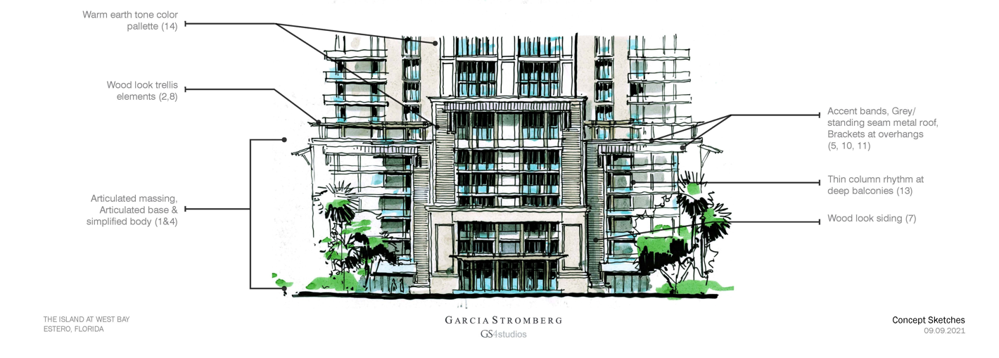 Warm earth tone color
pallette (14)
Wood look trellis
elements (2,8)
Articulated massing,
Articulated base &
simplified body (1&4)
Accent bands, Grey/
standing seam metal roof,
Brackets at overhangs
(5, 10, 11)
Thin column rhythm at
deep balconies (13)
Wood look siding (7)
THE ISLAND AT WEST BAY
ESTERO, FLORIDA
GARCIA STROMBERG
GS4studios
Concept Sketches
09.09.2021